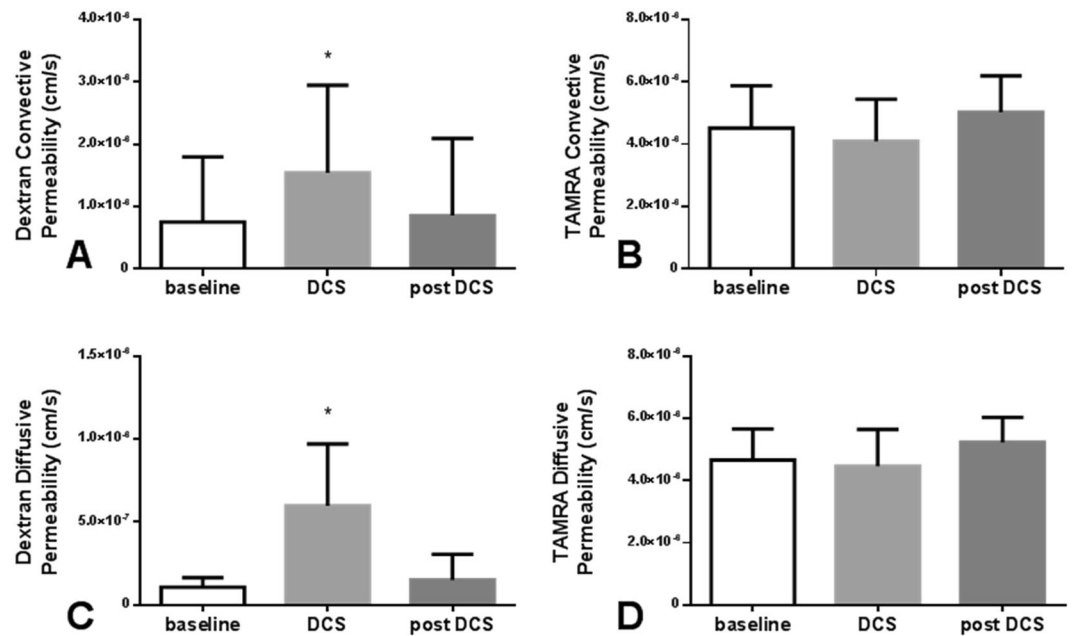 Dextran Convective
Permeability (cm/s)
4.0×10⁻⁶
3.0×10⁻⁶
2.0×10⁻⁶
1.0×10⁻⁶
0
*
A
baseline DCS post DCS
TAMRA Convective
Permeability (cm/s)
8.0×10⁻⁶
6.0×10⁻⁶
4.0×10⁻⁶
2.0×10⁻⁶
0
B
baseline DCS post DCS
Dextran Diffusive
Permeability (cm/s)
1.5×10⁻⁶
1.0×10⁻⁶
5.0×10⁻⁷
0
*
C
baseline DCS post DCS
TAMRA Diffusive
Permeability (cm/s)
8.0×10⁻⁶
6.0×10⁻⁶
4.0×10⁻⁶
2.0×10⁻⁶
0
D
baseline DCS post DCS